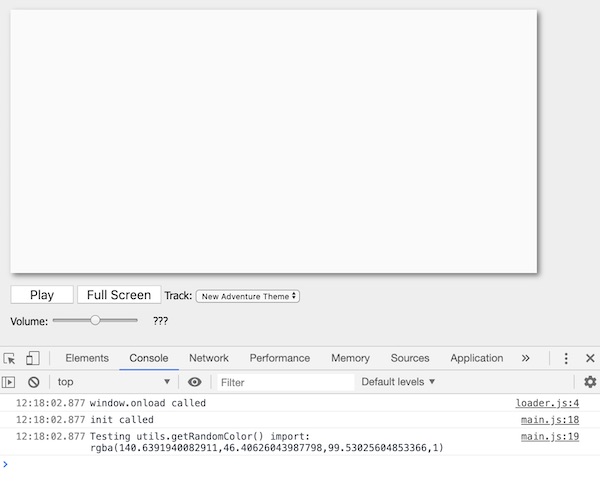 Play Full Screen Track: New Adventure Theme
Volume: ???
Elements Console Network Performance Memory Sources Application »
top Filter Default levels
12:18:02.877 window.onload called loader.js:4
12:18:02.877 init called main.js:18
12:18:02.877 Testing utils.getRandomColor() import: main.js:19
rgba(140.6391940082911,46.40626043987798,99.53025604853366,1)